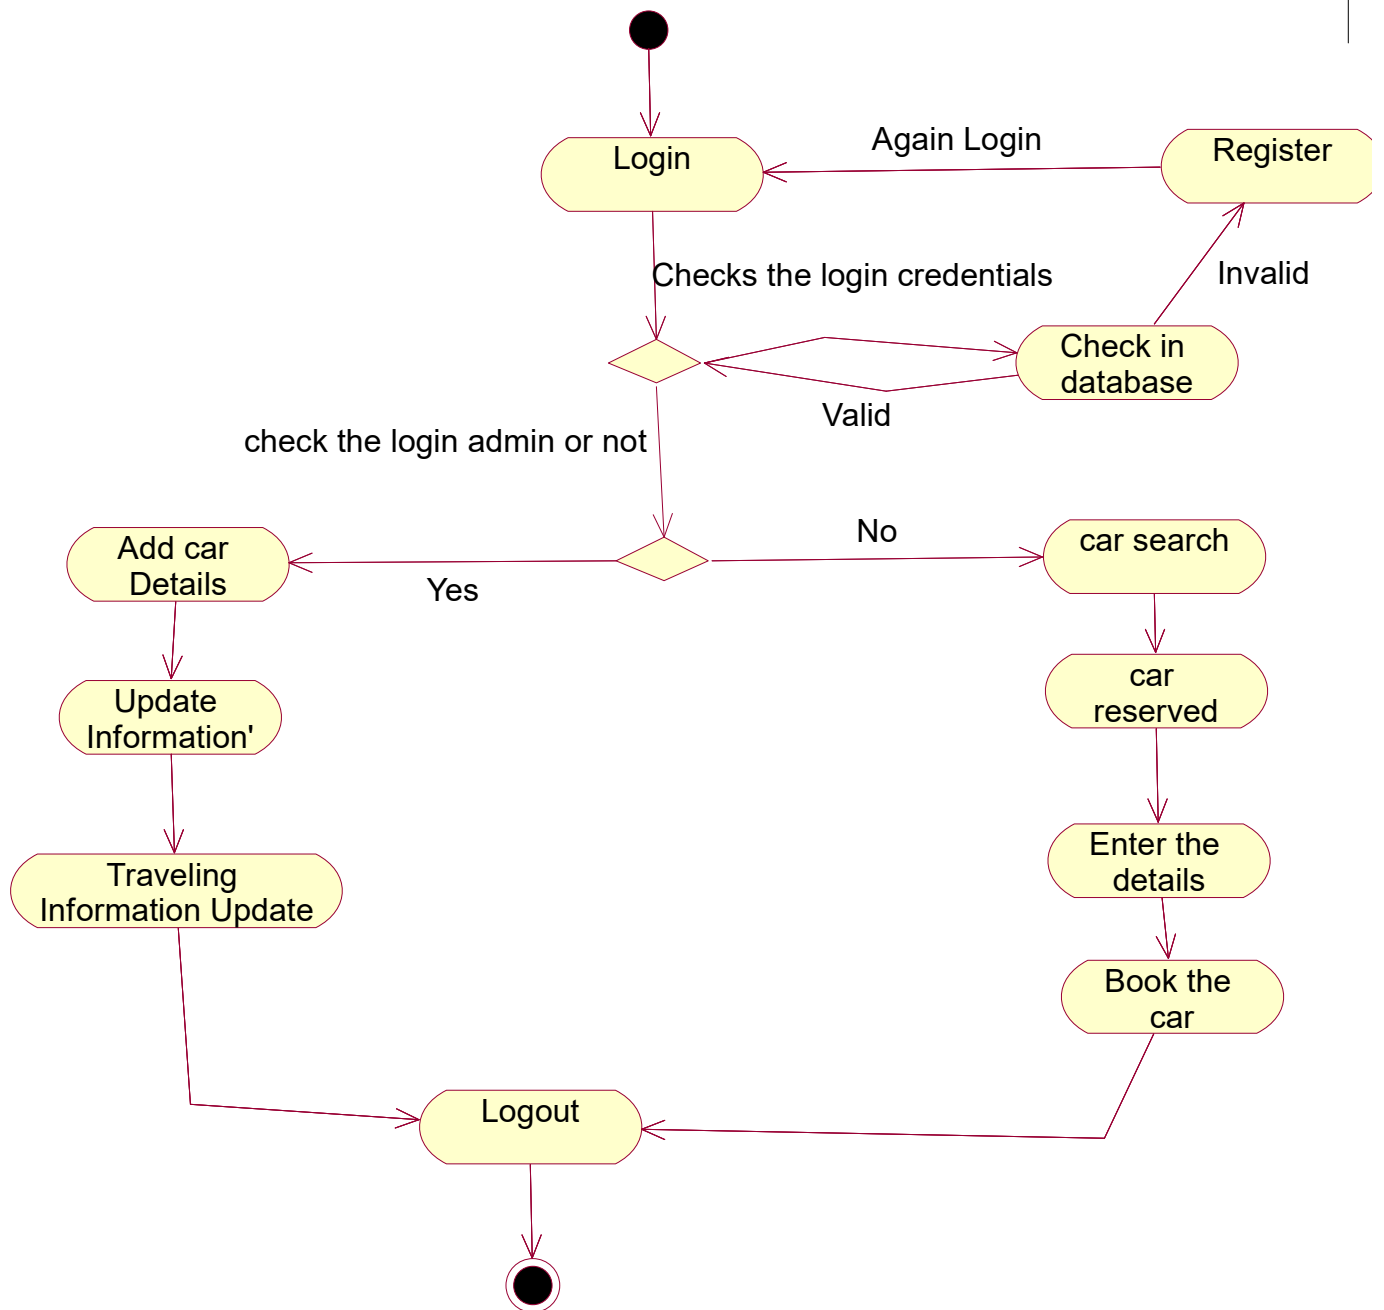 Login
Again Login
Register
Checks the login credentials
Invalid
Check in
database
Valid
check the login admin or not
No
car search
Add car
Details
Yes
car
reserved
Update
Information'
Enter the
details
Traveling
Information Update
Book the
car
Logout